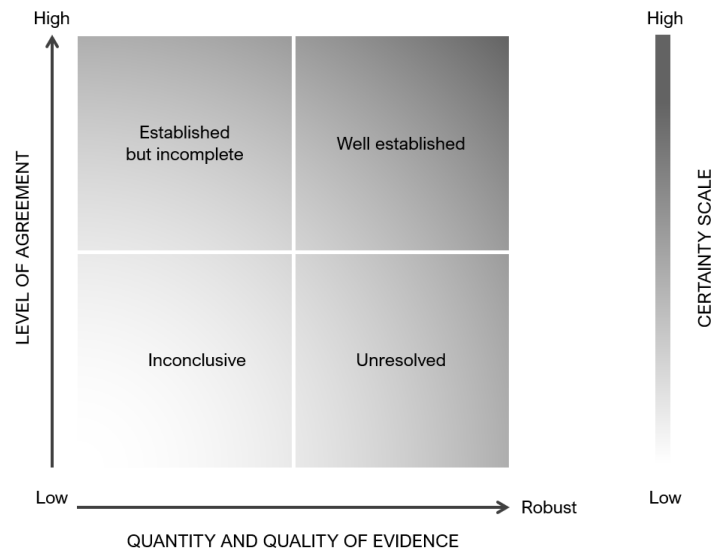 High
High
Established
but incomplete
Well established
LEVEL OF AGREEMENT
CERTAINTY SCALE
Inconclusive
Unresolved
Low
Low
Robust
QUANTITY AND QUALITY OF EVIDENCE